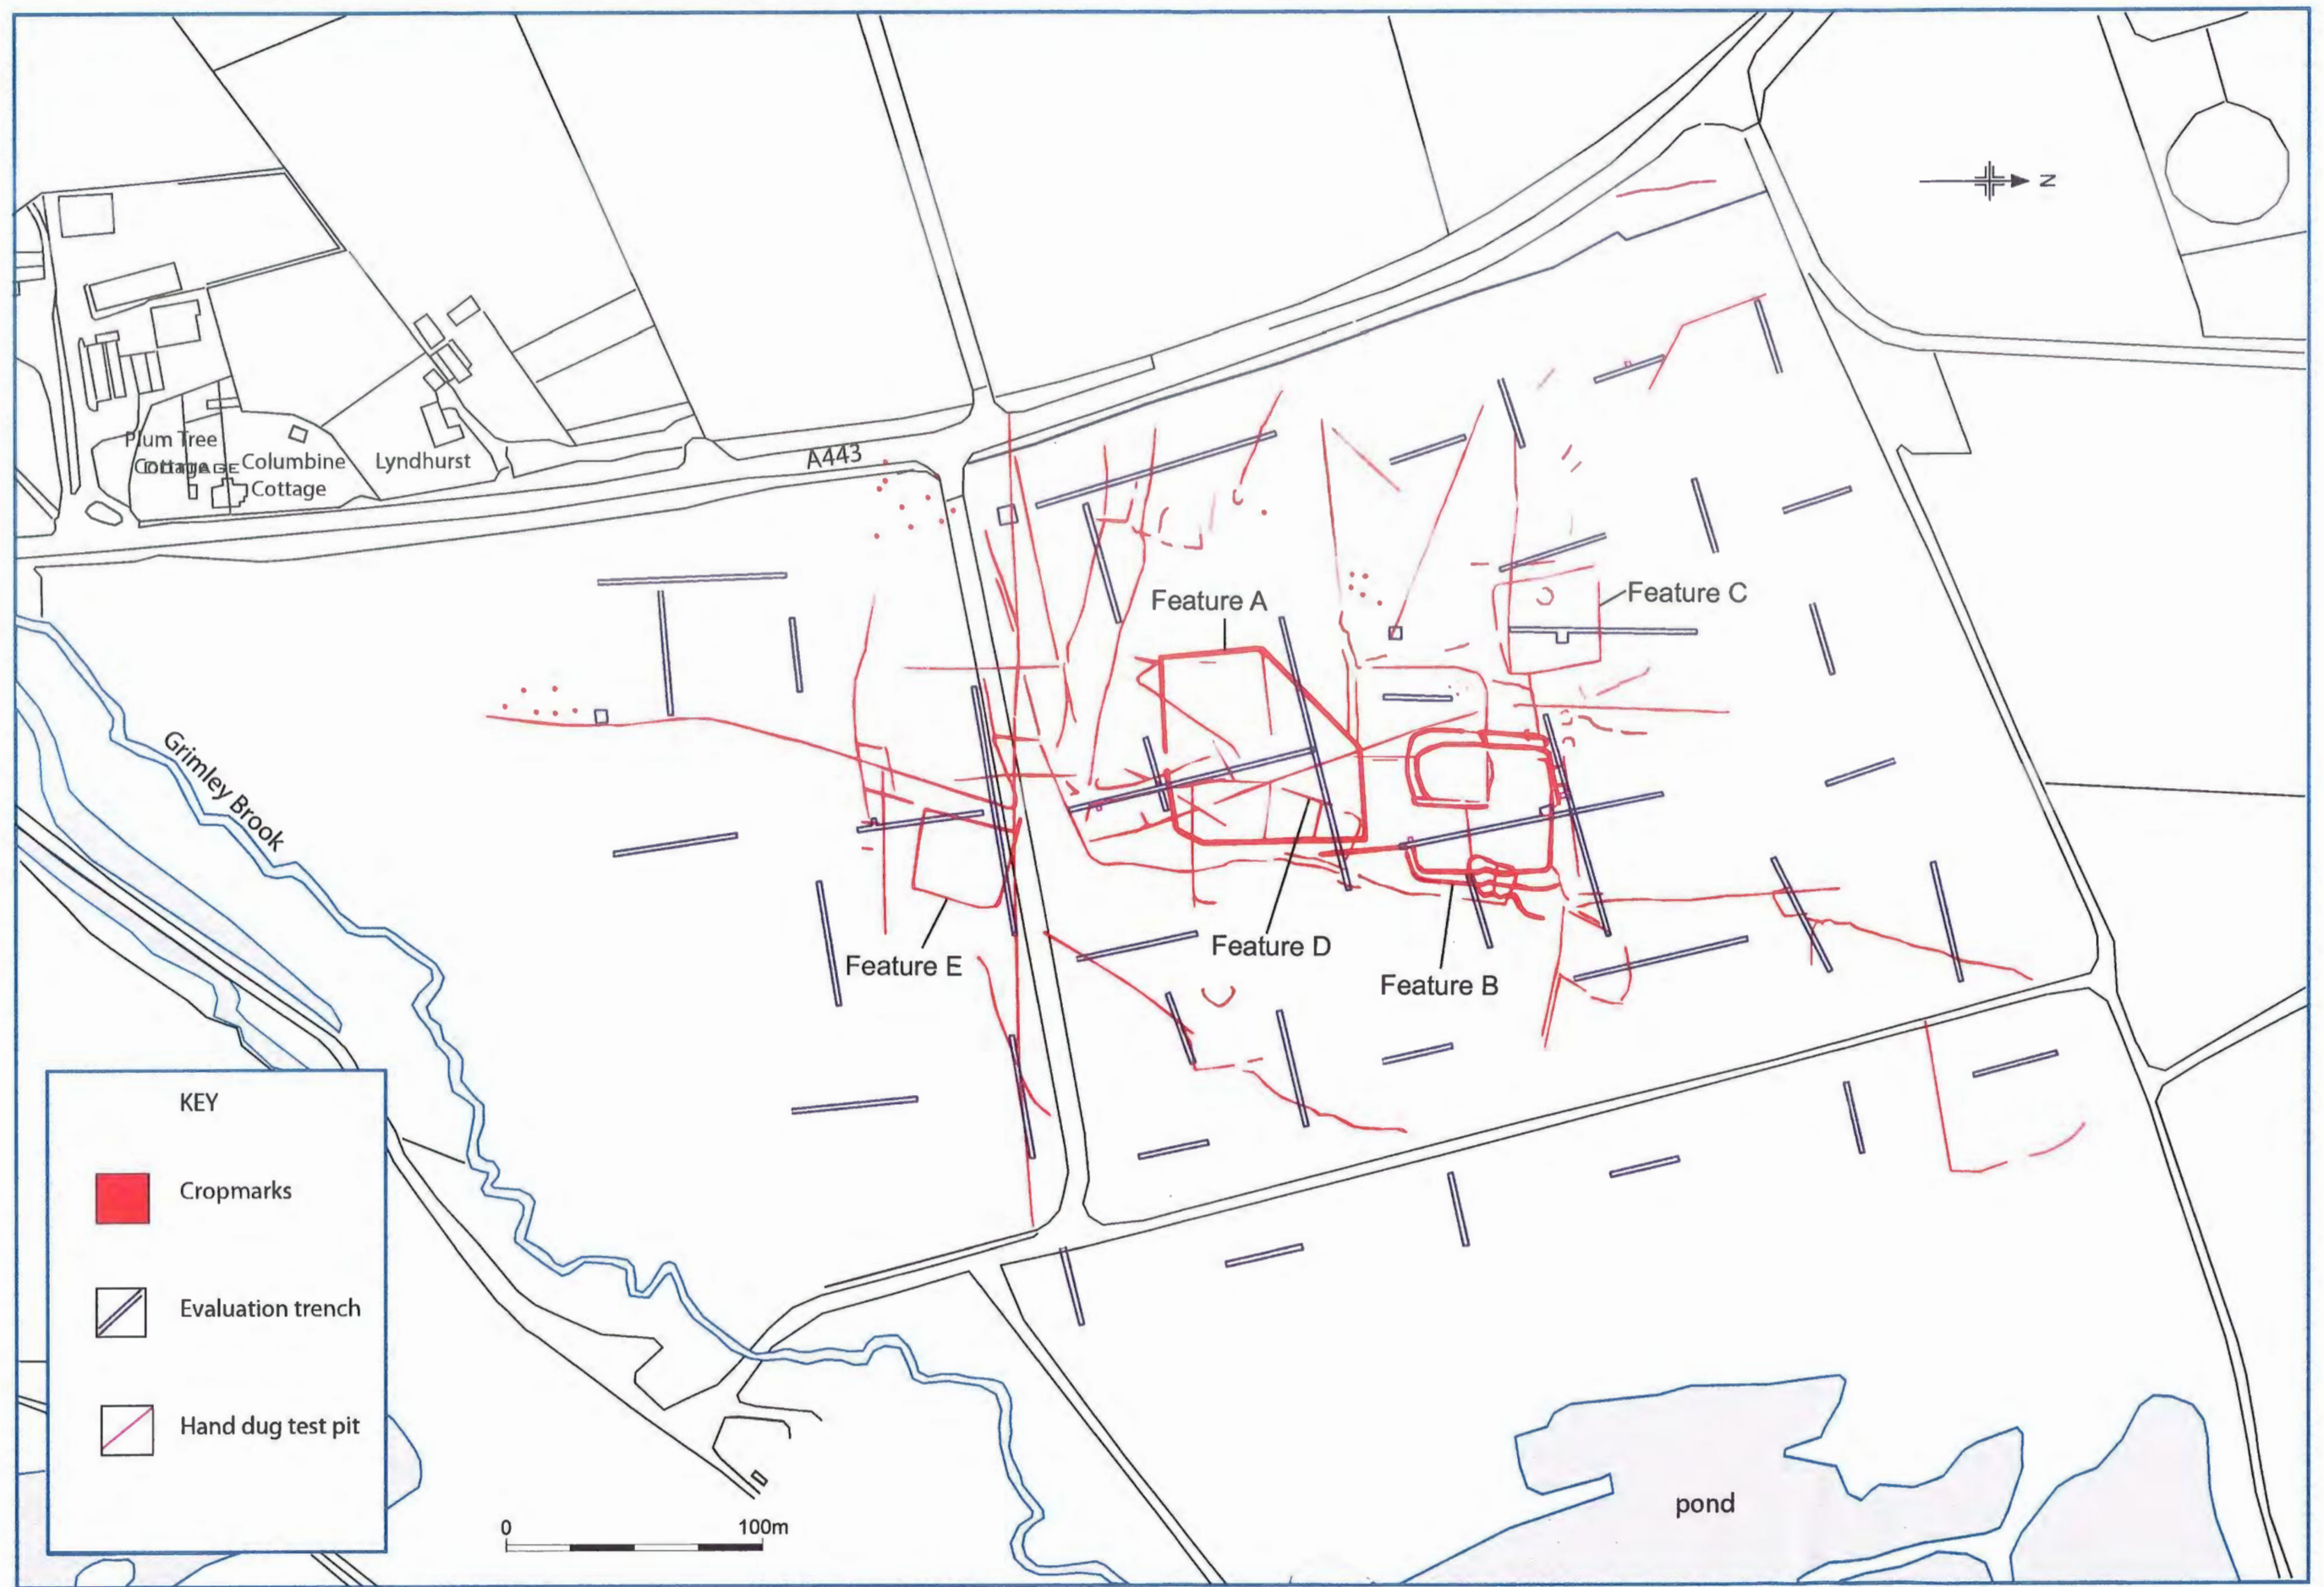 N
Plum Tree
Cottage
COTTAGE
Columbine
Cottage
Lyndhurst
A443
Feature A
Feature C
Grimley Brook
Feature E
Feature D
Feature B
KEY
Cropmarks
Evaluation trench
Hand dug test pit
0 100m
pond